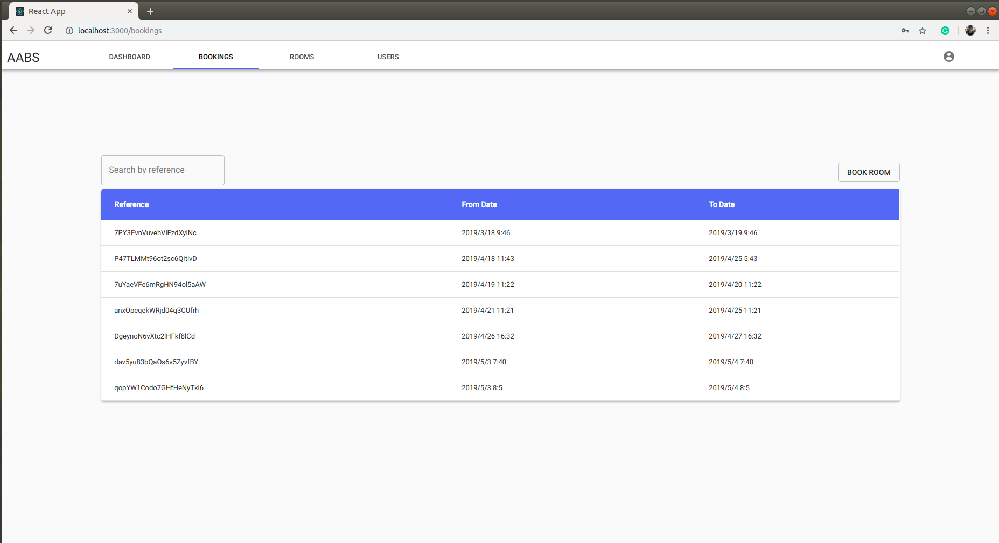 React App
localhost:3000/bookings
AABS DASHBOARD BOOKINGS ROOMS USERS
Search by reference
BOOK ROOM
Reference From Date To Date
7PY3EvnVuvehViFzdXyiNc 2019/3/18 9:46 2019/3/19 9:46
P47TLMMt96ot2sc6QItivD 2019/4/18 11:43 2019/4/25 5:43
7uYaeVFe6mRgHN94ol5aAW 2019/4/19 11:22 2019/4/20 11:22
anxOpeqekWRjd04q3CUfrh 2019/4/21 11:21 2019/4/25 11:21
DgeynoN6vXtc2lHFkf8lCd 2019/4/26 16:32 2019/4/27 16:32
dav5yu83bQaOs6v5ZyvfBY 2019/5/3 7:40 2019/5/4 7:40
qopYW1Codo7GHfHeNyTkl6 2019/5/3 8:5 2019/5/4 8:5